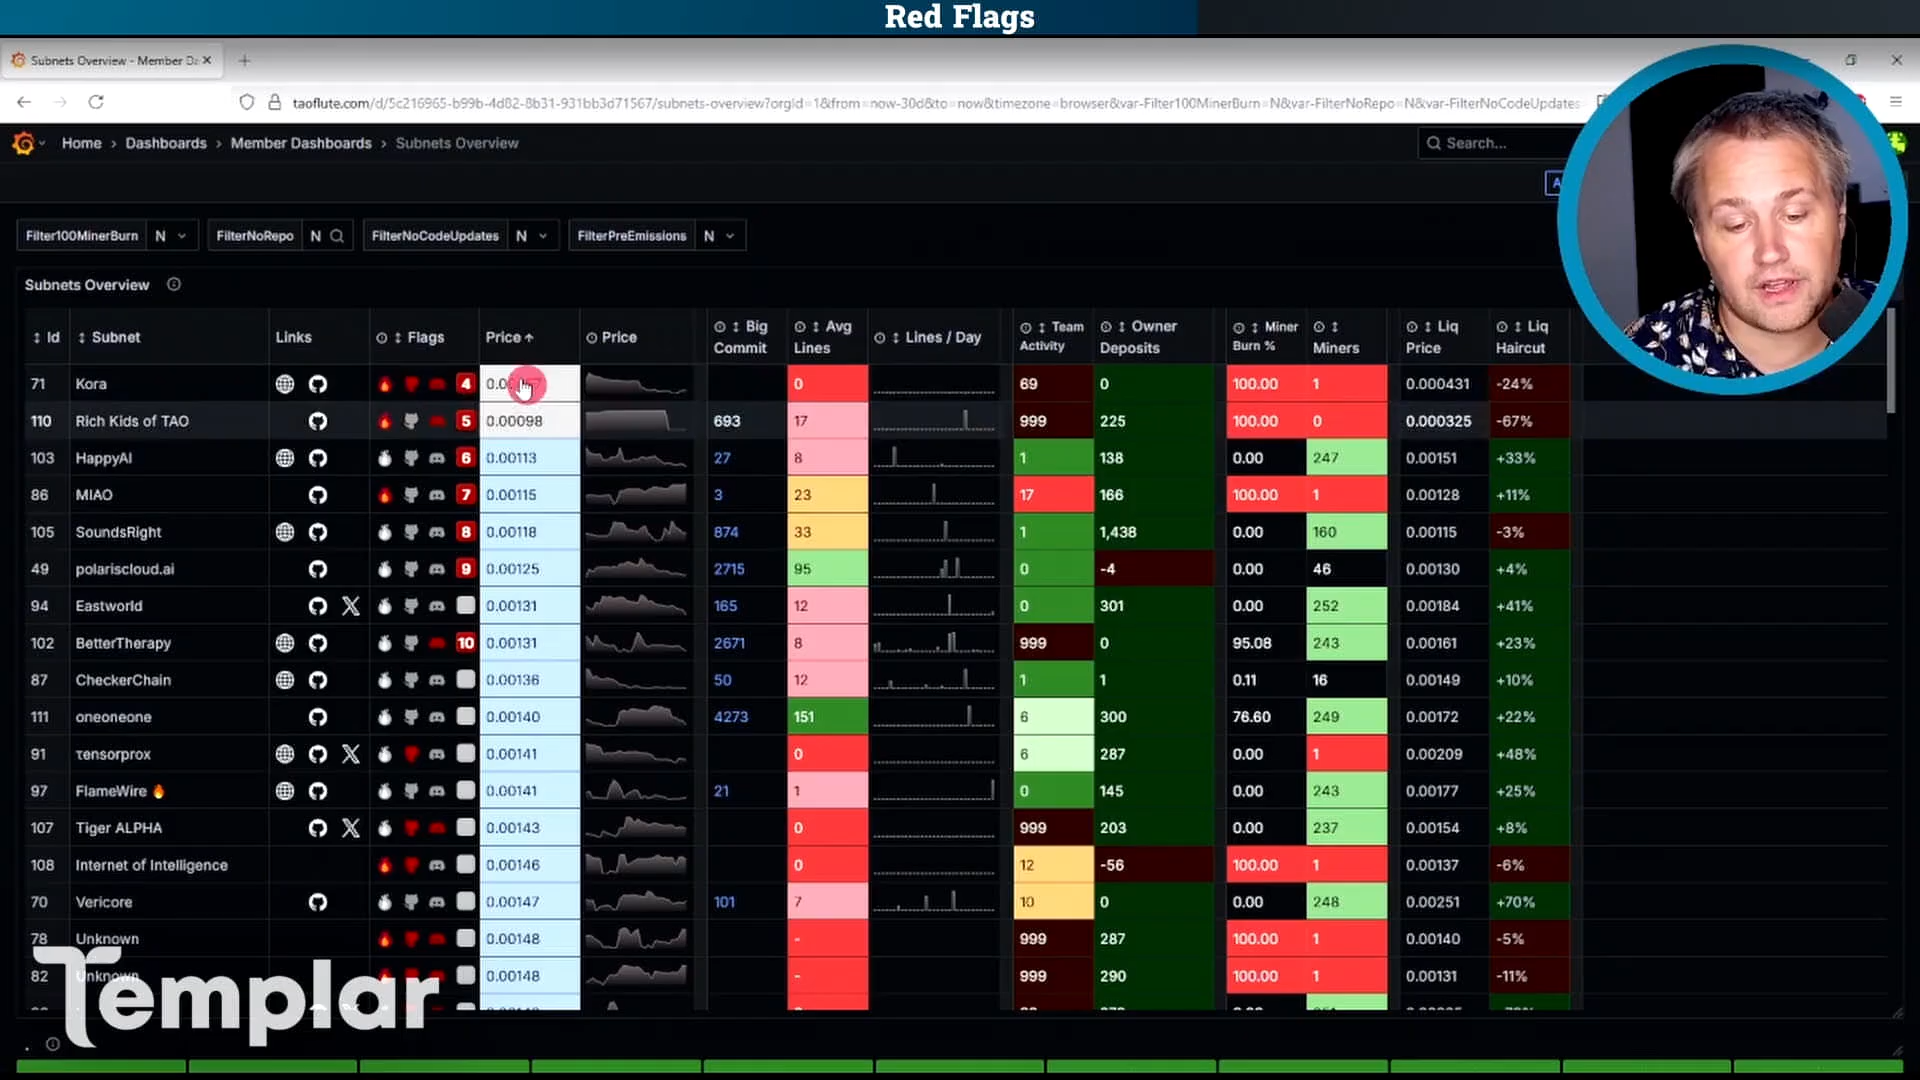 Red Flags
Subnets Overview - Member Da
taoflute.com/d/5c216965-b99b-4d82-8b31-931bb3d71567/subnets-overview?orgId=1&from=now-30d&to=now&timezone=browser&var-Filter100MinerBurn=N&var-FilterNoRepo=N&var-FilterNoCodeUpdates
Home > Dashboards > Member Dashboards > Subnets Overview
Search...
Filter100MinerBurn N FilterNoRepo N FilterNoCodeUpdates N FilterPreEmissions N
Subnets Overview
Id Subnet Links Flags Price Price Big Commit Avg Lines Lines / Day Team Activity Owner Deposits Miner Burn % Miners Liq Price Liq Haircut
71 Kora 4 0 69 0 100.00 1 0.000431 -24%
110 Rich Kids of TAO 5 0.00098 693 17 999 225 100.00 0 0.000325 -67%
103 HappyAI 6 0.00113 27 8 1 138 0.00 247 0.00151 +33%
86 MIAO 7 0.00115 3 23 17 166 100.00 1 0.00128 +11%
105 SoundsRight 8 0.00118 874 33 1 1,438 0.00 160 0.00115 -3%
49 polariscloud.ai 9 0.00125 2715 95 0 -4 0.00 46 0.00130 +4%
94 Eastworld X 0.00131 165 12 0 301 0.00 252 0.00184 +41%
102 BetterTherapy 10 0.00131 2671 8 999 0 95.08 243 0.00161 +23%
87 CheckerChain 0.00136 50 12 1 1 0.11 16 0.00149 +10%
111 oneoneone 0.00140 4273 151 6 300 76.60 249 0.00172 +22%
91 τensorprox X 0.00141 0 6 287 0.00 1 0.00209 +48%
97 FlameWire 🔥 0.00141 21 1 0 145 0.00 243 0.00177 +25%
107 Tiger ALPHA X 0.00143 0 999 203 0.00 237 0.00154 +8%
108 Internet of Intelligence 0.00146 0 12 -56 100.00 1 0.00137 -6%
70 Vericore 0.00147 101 7 10 0 0.00 248 0.00251 +70%
78 Unknown 0.00148 - 999 287 100.00 1 0.00140 -5%
82 Unknown 0.00148 - 999 290 100.00 1 0.00131 -11%
Templar